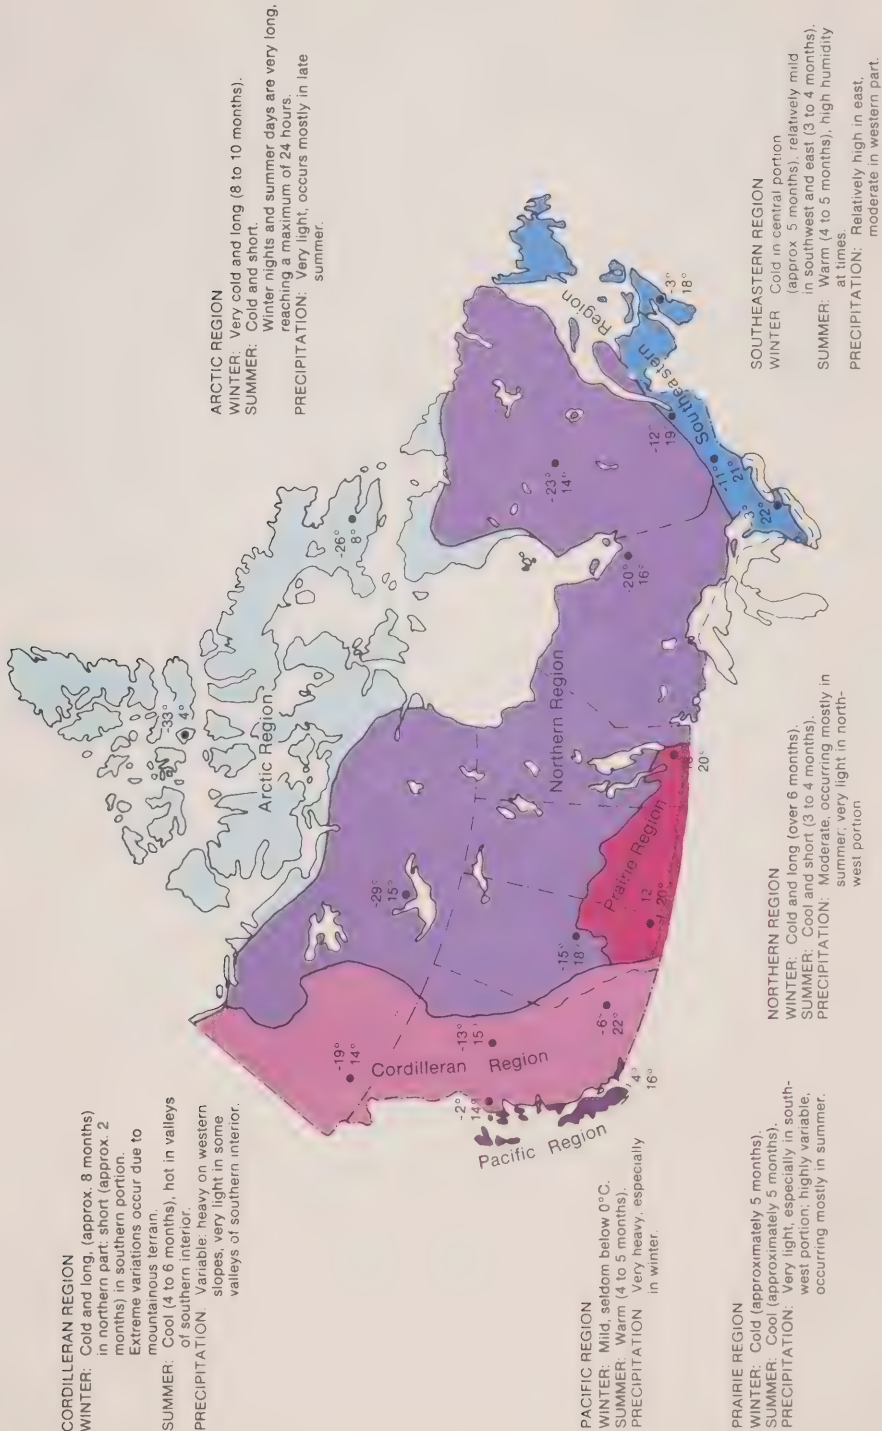 CORDILLERAN REGION
WINTER: Cold and long, (approx. 8 months)
in northern part; short (approx. 2
months) in southern portion.
Extreme variations occur due to
mountainous terrain.
SUMMER: Cool (4 to 6 months), hot in valleys
of southern interior.
PRECIPITATION. Variable: heavy on western
slopes, very light in some
valleys of southern interior.
ARCTIC REGION
WINTER: Very cold and long (8 to 10 months).
SUMMER: Cold and short.
Winter nights and summer days are very long,
reaching a maximum of 24 hours.
PRECIPITATION: Very light, occurs mostly in late
summer.
-33°
4°
Arctic Region
-26°
8°
-29°
15°
-19°
14°
Cordilleran Region
-13°
15°
-2°
14°
Pacific Region
4°
16°
-6°
22°
-15°
18°
Prairie Region
12
20°
20°
Northern Region
-20°
16°
-23°
14°
-12°
19
Southeastern Region
-3°
18°
-11°
21°
3°
22°
PACIFIC REGION
WINTER: Mild, seldom below 0°C.
SUMMER: Warm (4 to 5 months).
PRECIPITATION Very heavy, especially
in winter.
PRAIRIE REGION
WINTER: Cold (approximately 5 months).
SUMMER: Cool (approximately 5 months).
PRECIPITATION: Very light, especially in south-
west portion; highly variable,
occurring mostly in summer.
NORTHERN REGION
WINTER: Cold and long (over 6 months).
SUMMER: Cool and short (3 to 4 months).
PRECIPITATION: Moderate, occurring mostly in
summer; very light in north-
west portion
SOUTHEASTERN REGION
WINTER Cold in central portion
(approx 5 months), relatively mild
in southwest and east (3 to 4 months).
SUMMER: Warm (4 to 5 months), high humidity
at times.
PRECIPITATION: Relatively high in east,
moderate in western part.